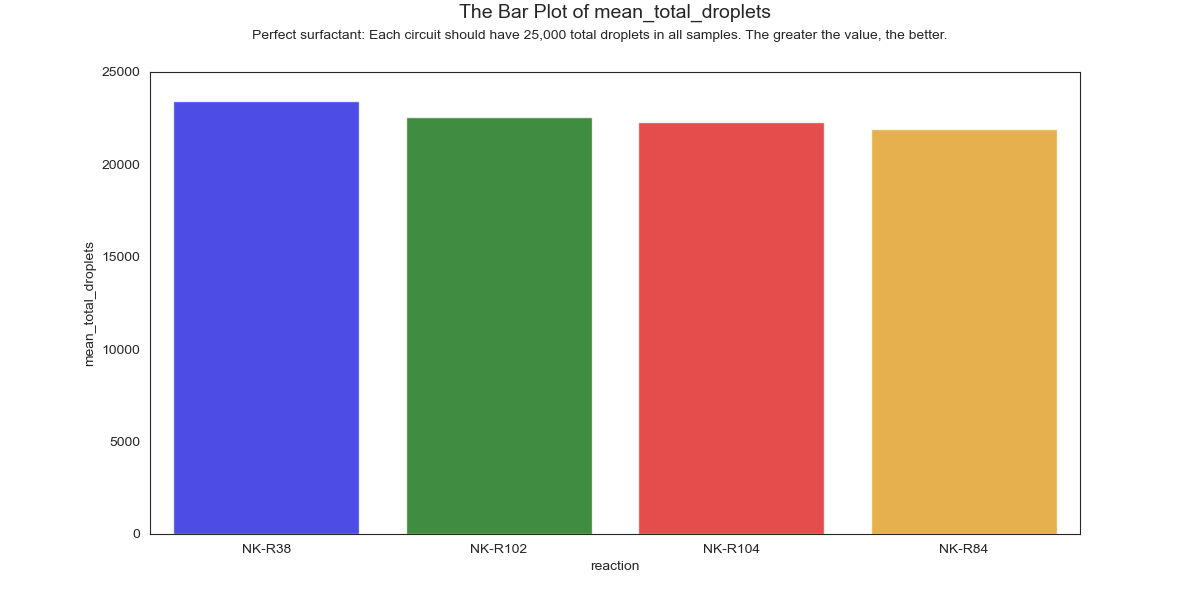 The Bar Plot of mean_total_droplets
Perfect surfactant: Each circuit should have 25,000 total droplets in all samples. The greater the value, the better.
25000
20000
15000
10000
5000
0
mean_total_droplets
NK-R38
NK-R102
NK-R104
NK-R84
reaction